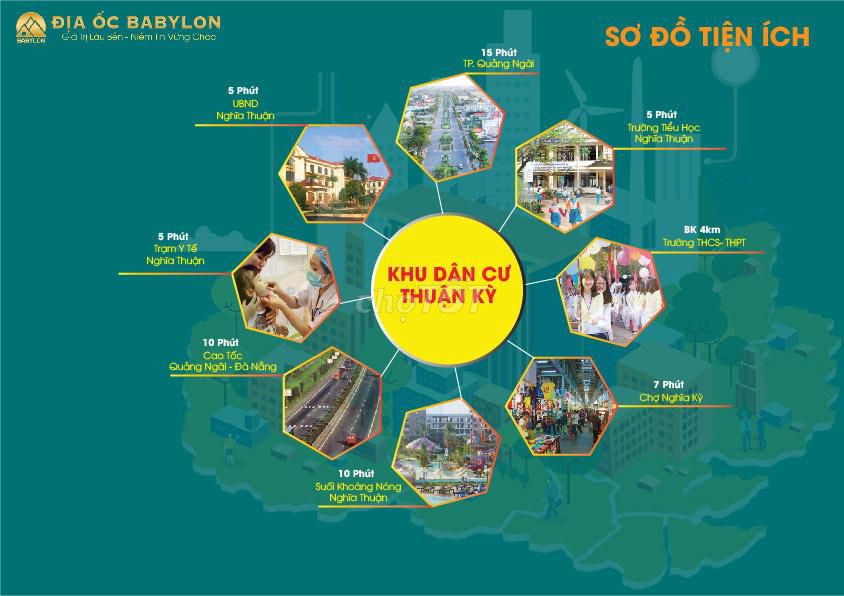 ĐỊA ỐC BABYLON
Giá Trị Lâu Bền - Niềm Tin Vững Chắc
BABYLON
SƠ ĐỒ TIỆN ÍCH
15 Phút
TP. Quảng Ngãi
5 Phút
UBND
Nghĩa Thuận
5 Phút
Trường Tiểu Học
Nghĩa Thuận
5 Phút
Trạm Y Tế
Nghĩa Thuận
BK 4km
Trường THCS- THPT
KHU DÂN CƯ
THUẬN KỲ
chợTỐT
10 Phút
Cao Tốc
Quảng Ngãi - Đà Nẵng
7 Phút
Chợ Nghĩa Kỳ
10 Phút
Suối Khoáng Nóng
Nghĩa Thuận